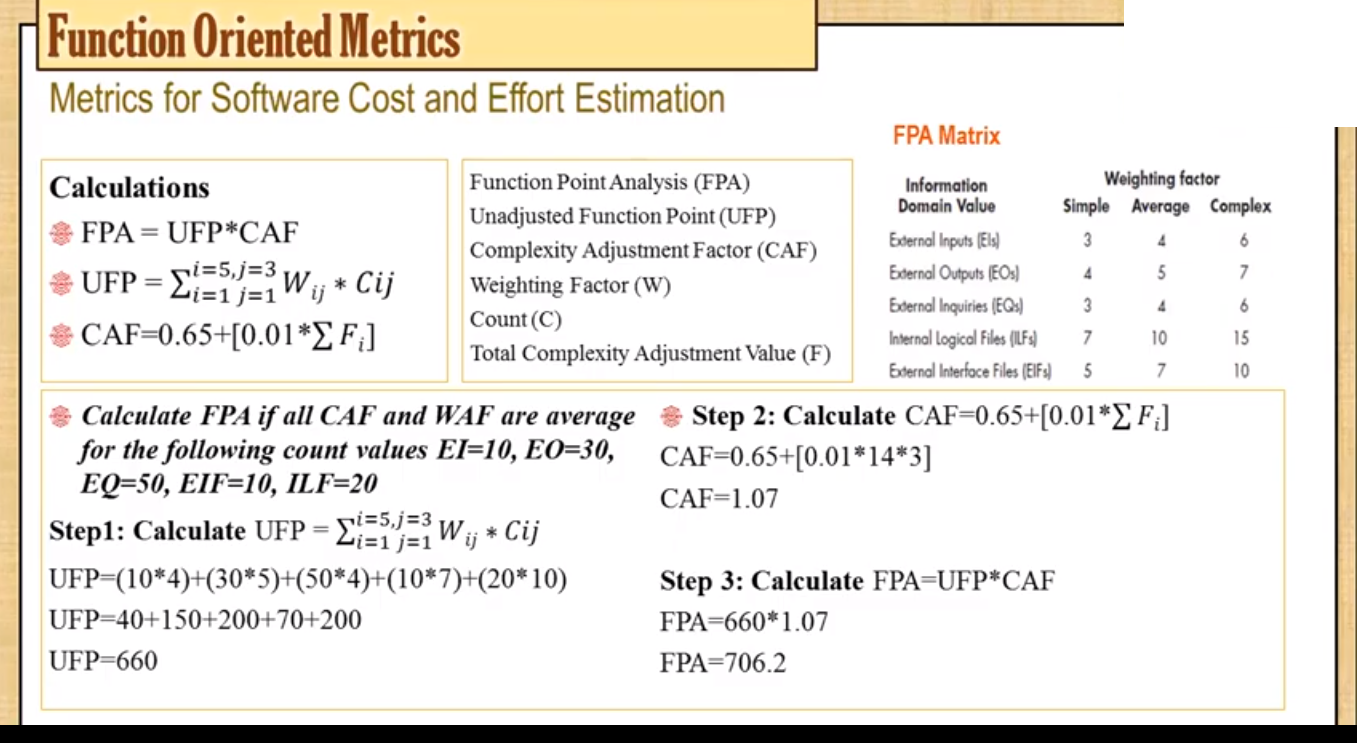 Function Oriented Metrics
Metrics for Software Cost and Effort Estimation
Calculations
FPA = UFP*CAF
UFP = ∑_{i=1 j=1}^{i=5,j=3} W_{ij} * Cij
CAF=0.65+[0.01*∑ F_i]
Function Point Analysis (FPA)
Unadjusted Function Point (UFP)
Complexity Adjustment Factor (CAF)
Weighting Factor (W)
Count (C)
Total Complexity Adjustment Value (F)
FPA Matrix
Information Domain Value
Weighting factor
Simple Average Complex
External Inputs (EIs) 3 4 6
External Outputs (EOs) 4 5 7
External Inquiries (EQs) 3 4 6
Internal Logical Files (ILFs) 7 10 15
External Interface Files (EIFs) 5 7 10
Calculate FPA if all CAF and WAF are average
for the following count values EI=10, EO=30,
EQ=50, EIF=10, ILF=20
Step1: Calculate UFP = ∑_{i=1 j=1}^{i=5,j=3} W_{ij} * Cij
UFP=(10*4)+(30*5)+(50*4)+(10*7)+(20*10)
UFP=40+150+200+70+200
UFP=660
Step 2: Calculate CAF=0.65+[0.01*∑ F_i]
CAF=0.65+[0.01*14*3]
CAF=1.07
Step 3: Calculate FPA=UFP*CAF
FPA=660*1.07
FPA=706.2